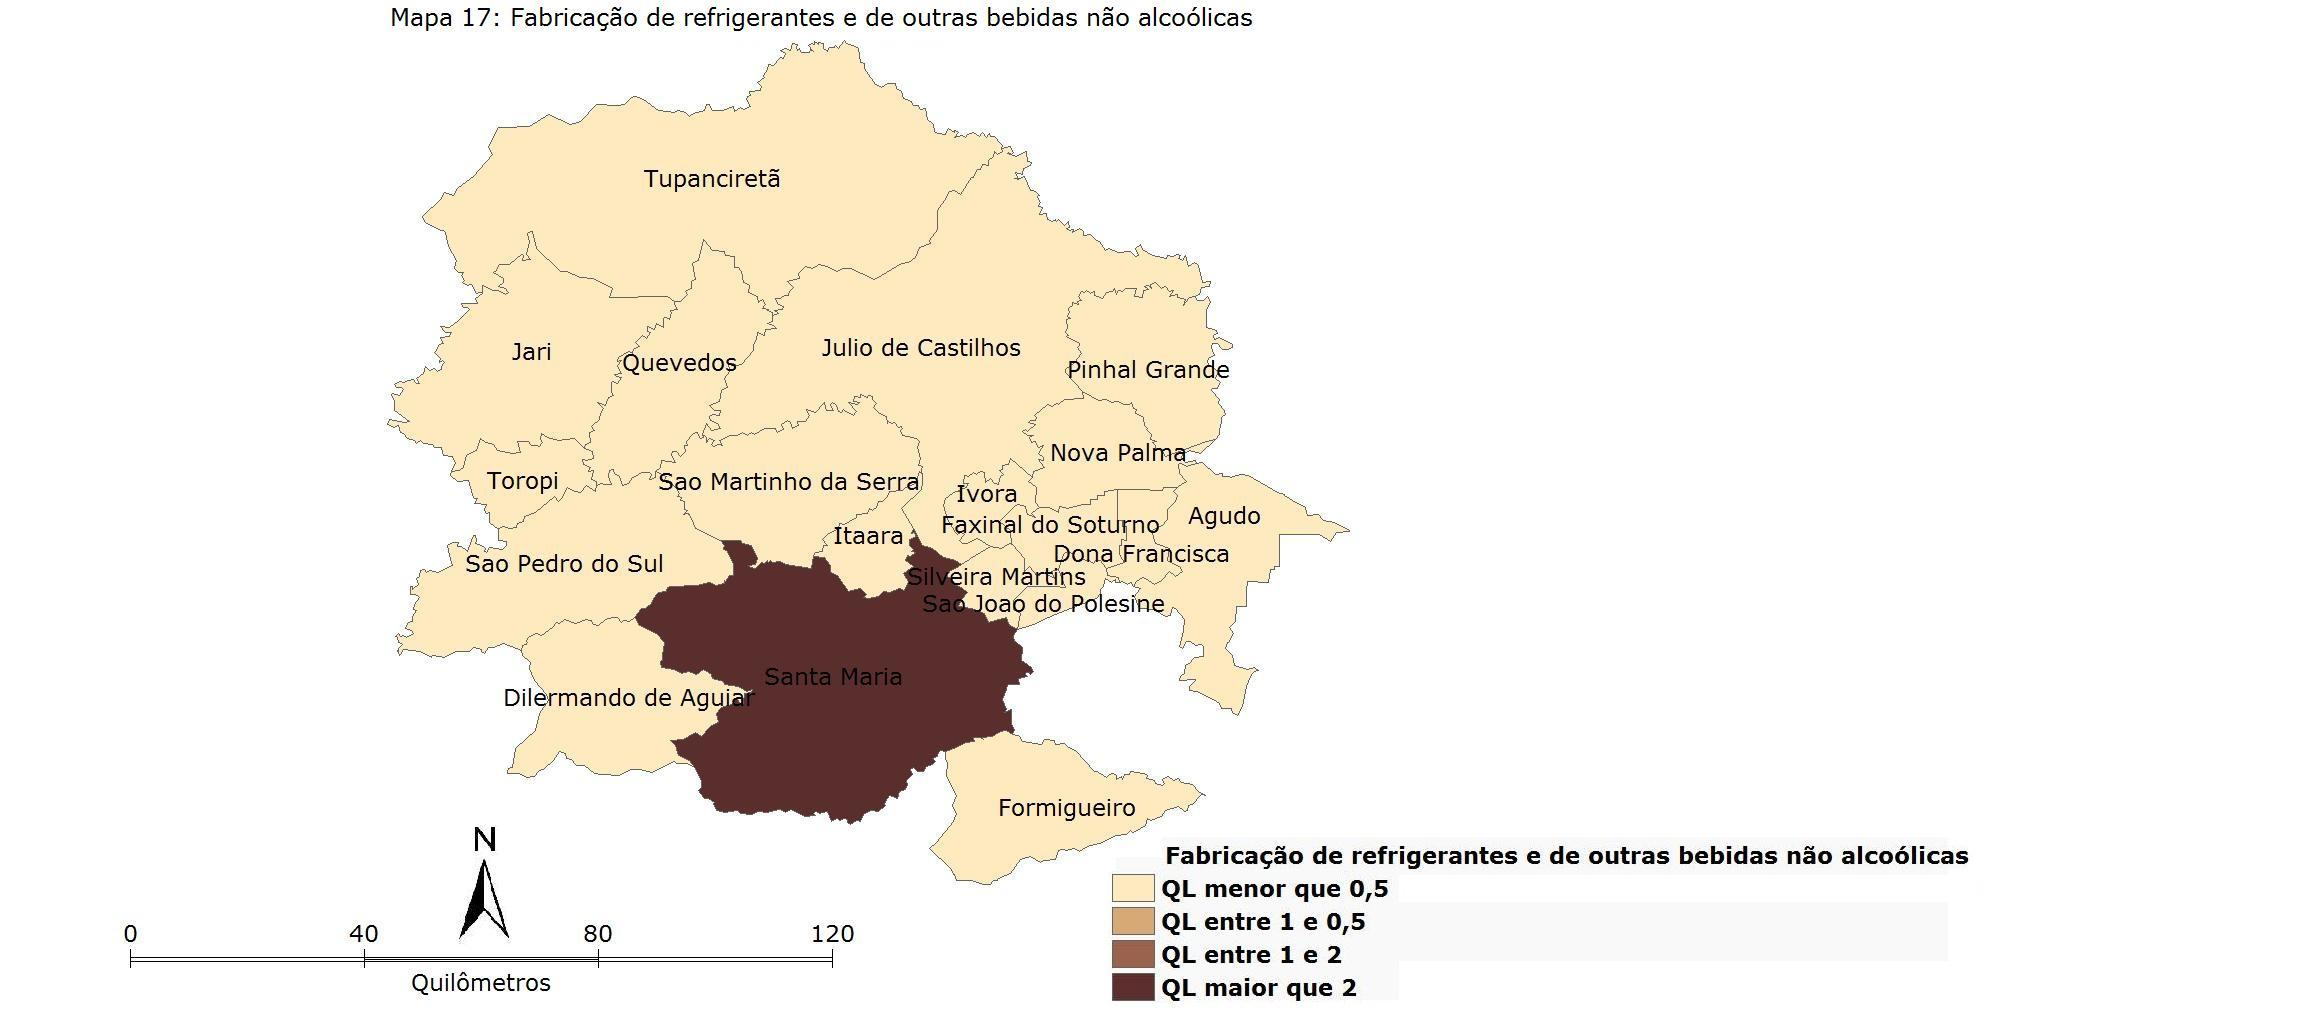 Mapa 17: Fabricação de refrigerantes e de outras bebidas não alcoólicas
Tupanciretã
Jari
Quevedos
Julio de Castilhos
Pinhal Grande
Nova Palma
Toropi
Sao Martinho da Serra
Ivora
Faxinal do Soturno
Agudo
Itaara
Dona Francisca
Sao Pedro do Sul
Silveira Martins
Sao Joao do Polesine
Santa Maria
Dilermando de Aguiar
Formigueiro
N
0 40 80 120
Quilômetros
Fabricação de refrigerantes e de outras bebidas não alcoólicas
QL menor que 0,5
QL entre 1 e 0,5
QL entre 1 e 2
QL maior que 2